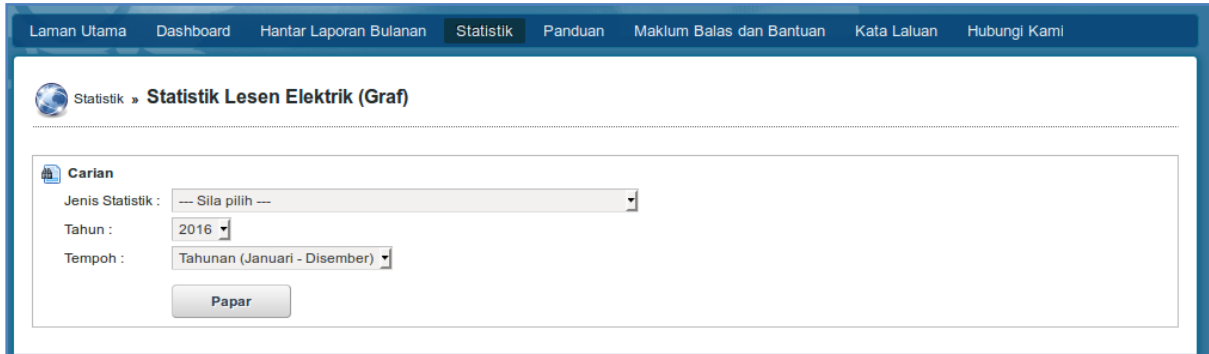 Laman Utama Dashboard Hantar Laporan Bulanan Statistik Panduan Maklum Balas dan Bantuan Kata Laluan Hubungi Kami
Statistik » Statistik Lesen Elektrik (Graf)
Carian
Jenis Statistik : --- Sila pilih ---
Tahun : 2016
Tempoh : Tahunan (Januari - Disember)
Papar